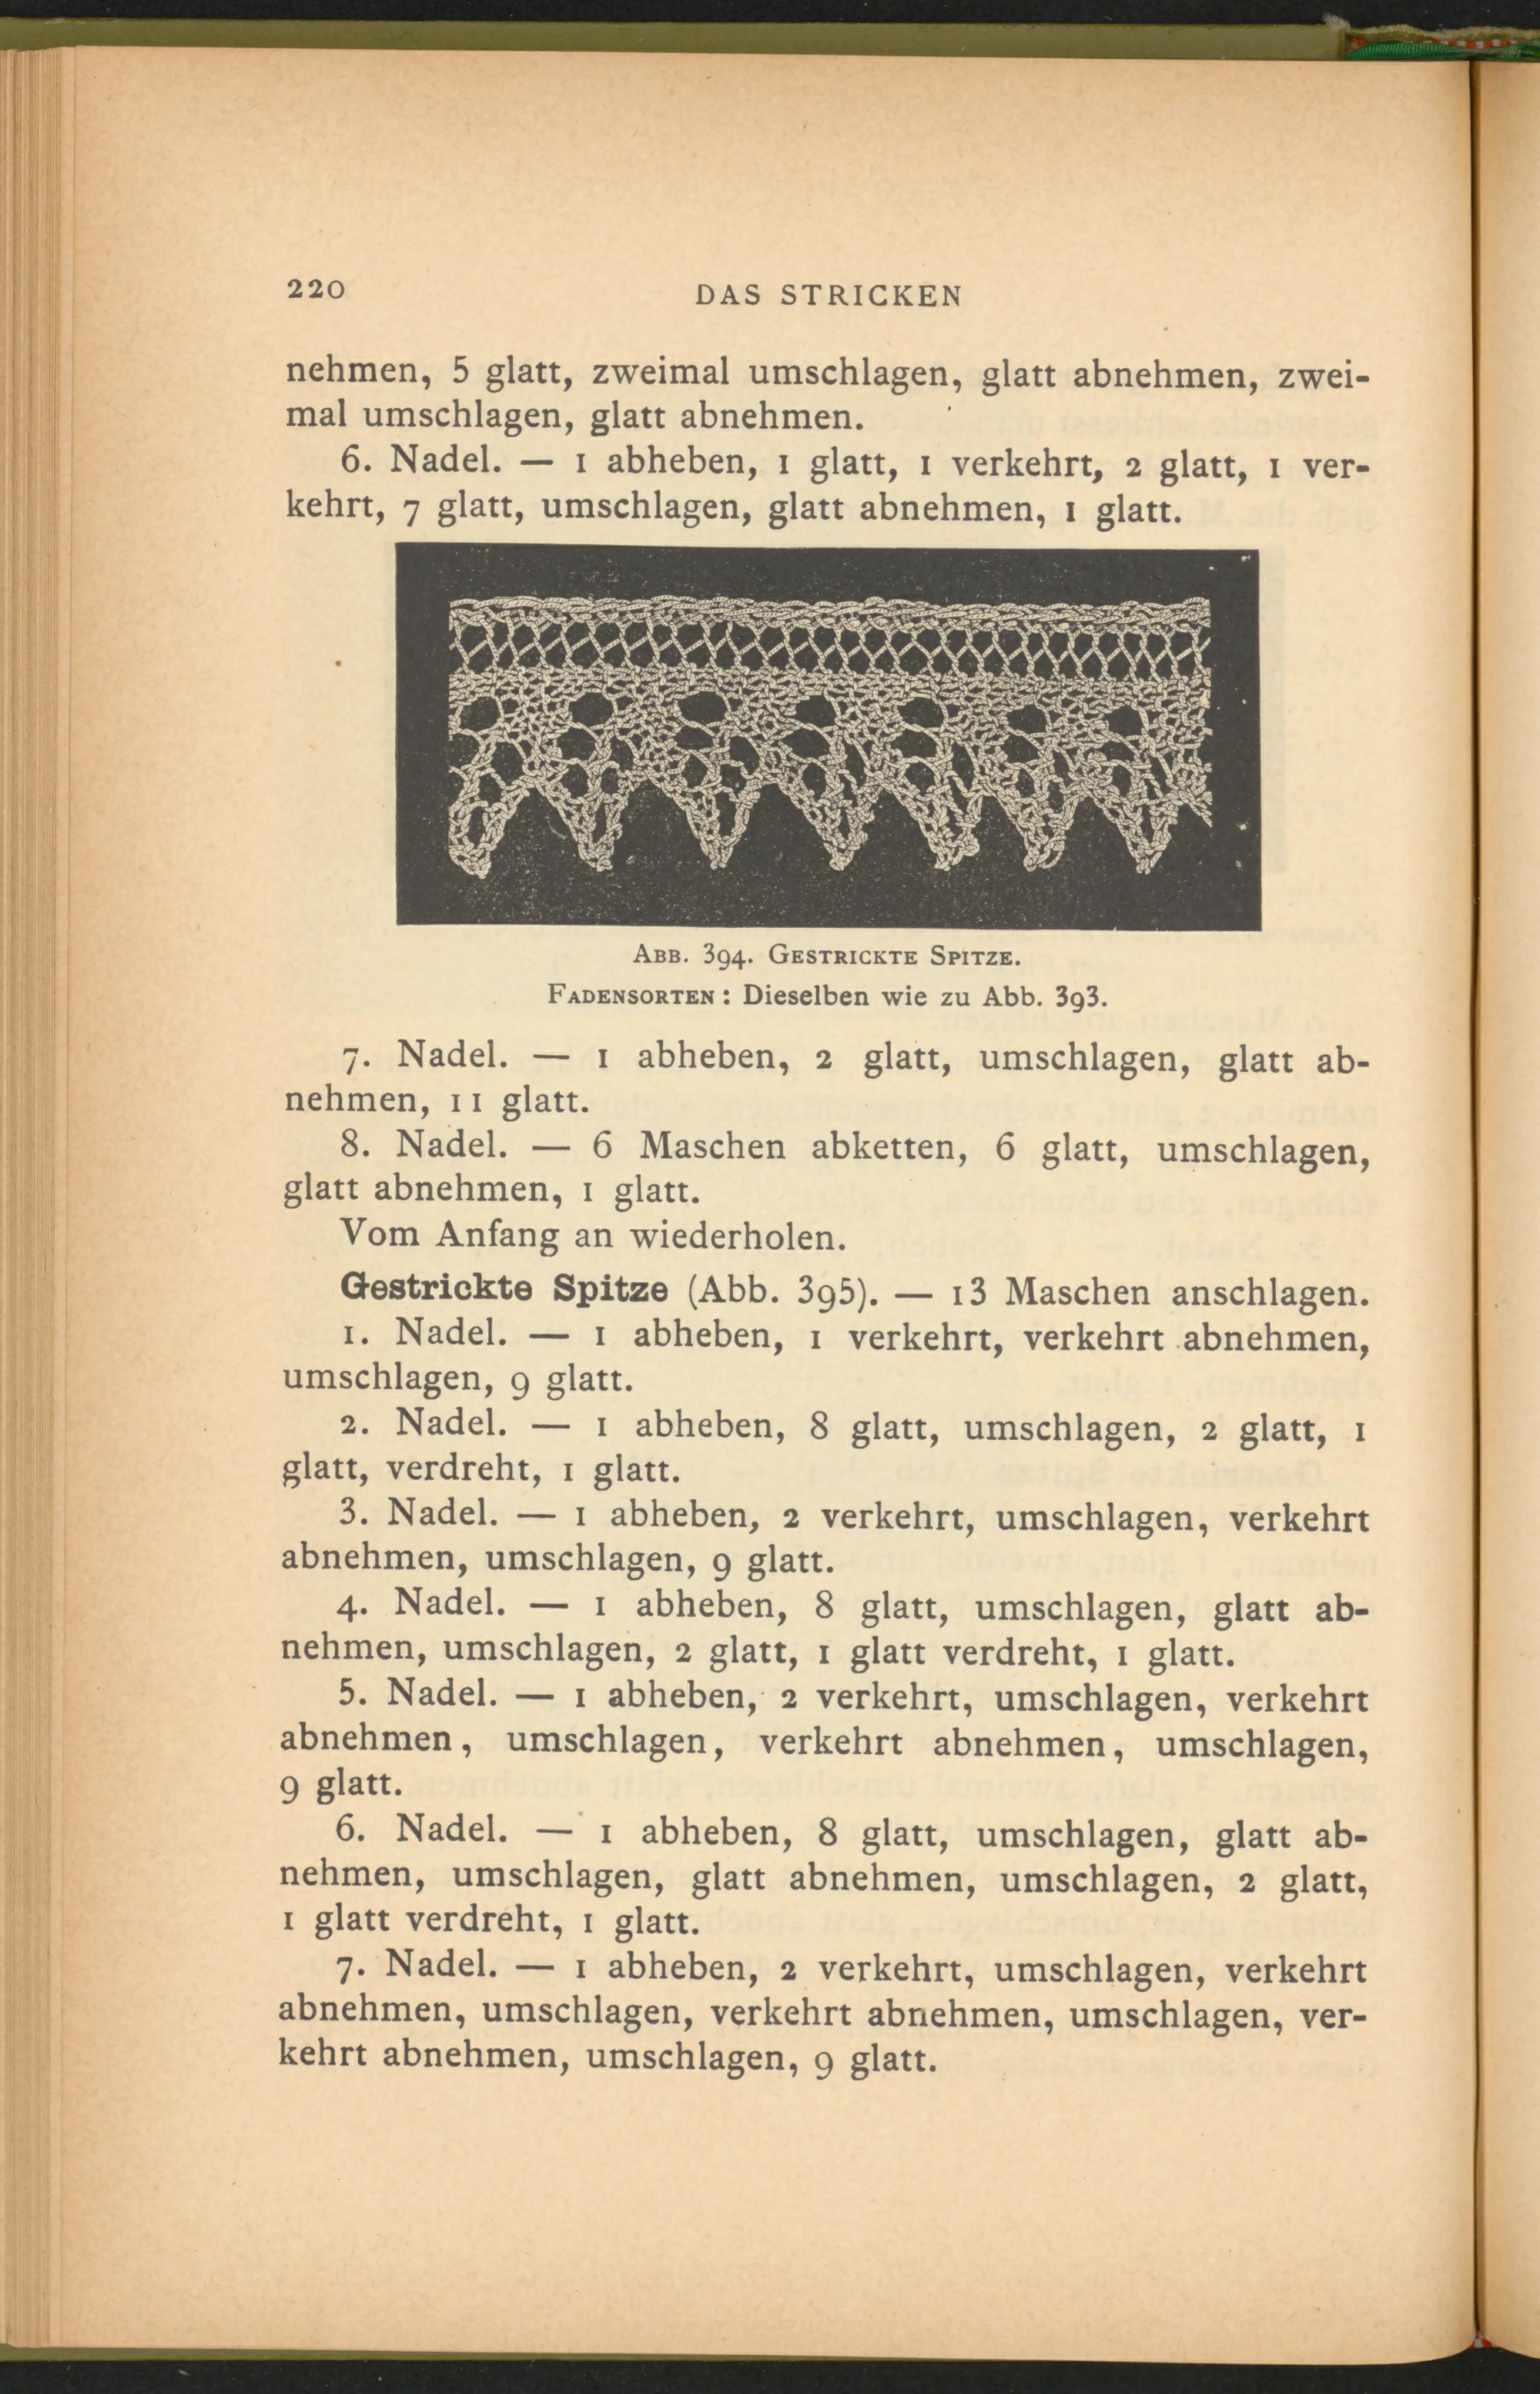 220
DAS STRICKEN
nehmen, 5 glatt, zweimal umschlagen, glatt abnehmen, zwei-
mal umschlagen, glatt abnehmen.
6. Nadel. — 1 abheben, 1 glatt, 1 verkehrt, 2 glatt, 1 ver-
kehrt, 7 glatt, umschlagen, glatt abnehmen, 1 glatt.
Abb. 394. Gestrickte Spitze.
Fadensorten : Dieselben wie zu Abb. 393.
7. Nadel. — 1 abheben, 2 glatt, umschlagen, glatt ab-
nehmen, 11 glatt.
8. Nadel. — 6 Maschen abketten, 6 glatt, umschlagen,
glatt abnehmen, 1 glatt.
Vom Anfang an wiederholen.
Gestrickte Spitze (Abb. 395). — 13 Maschen anschlagen.
1. Nadel. — 1 abheben, 1 verkehrt, verkehrt abnehmen,
umschlagen, 9 glatt.
2. Nadel. — 1 abheben, 8 glatt, umschlagen, 2 glatt, 1
glatt, verdreht, 1 glatt.
3. Nadel. — 1 abheben, 2 verkehrt, umschlagen, verkehrt
abnehmen, umschlagen, 9 glatt.
4. Nadel. — 1 abheben, 8 glatt, umschlagen, glatt ab-
nehmen, umschlagen, 2 glatt, 1 glatt verdreht, 1 glatt.
5. Nadel. — 1 abheben, 2 verkehrt, umschlagen, verkehrt
abnehmen, umschlagen, verkehrt abnehmen, umschlagen,
9 glatt.
6. Nadel. — 1 abheben, 8 glatt, umschlagen, glatt ab-
nehmen, umschlagen, glatt abnehmen, umschlagen, 2 glatt,
1 glatt verdreht, 1 glatt.
7. Nadel. — 1 abheben, 2 verkehrt, umschlagen, verkehrt
abnehmen, umschlagen, verkehrt abnehmen, umschlagen, ver-
kehrt abnehmen, umschlagen, 9 glatt.